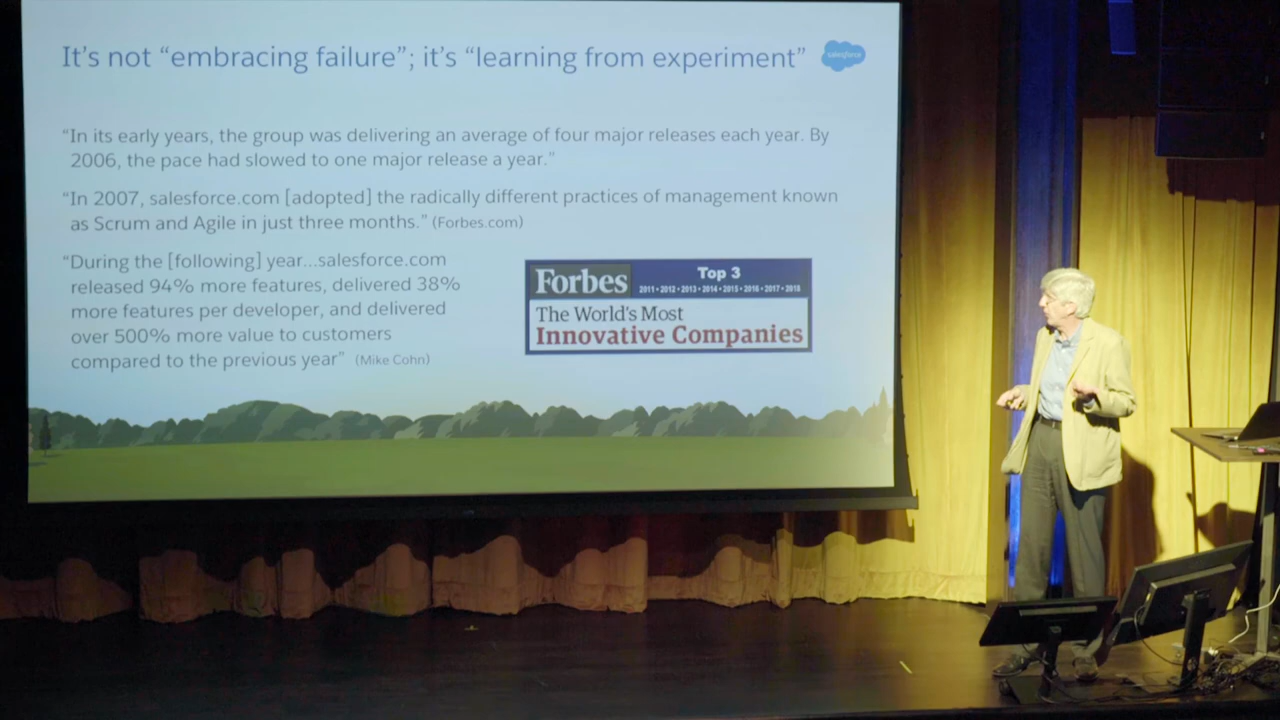 It's not “embracing failure”; it's “learning from experiment”
salesforce
“In its early years, the group was delivering an average of four major releases each year. By
2006, the pace had slowed to one major release a year.”
“In 2007, salesforce.com [adopted] the radically different practices of management known
as Scrum and Agile in just three months.” (Forbes.com)
“During the [following] year...salesforce.com
released 94% more features, delivered 38%
more features per developer, and delivered
over 500% more value to customers
compared to the previous year” (Mike Cohn)
Forbes
Top 3
2011 • 2012 • 2013 • 2014 • 2015 • 2016 • 2017 • 2018
The World's Most
Innovative Companies